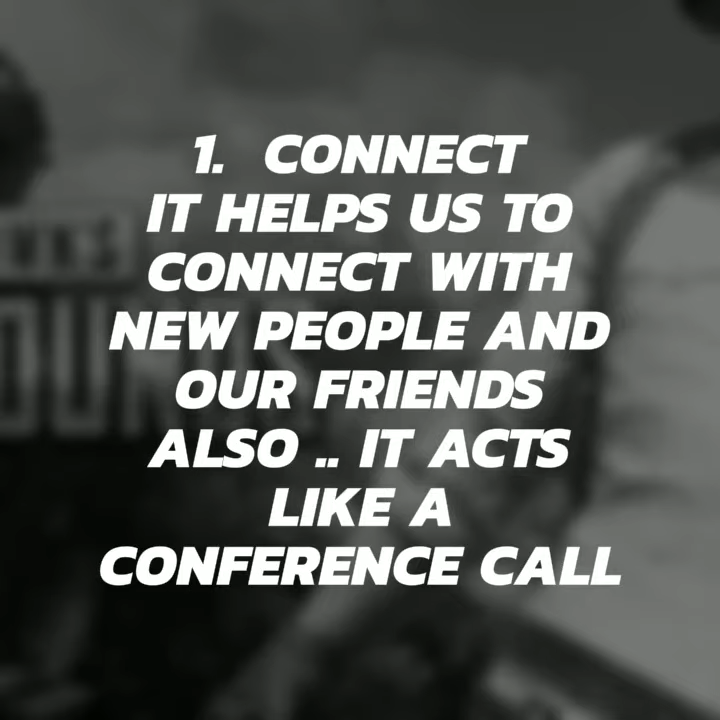 1. CONNECT
IT HELPS US TO
CONNECT WITH
NEW PEOPLE AND
OUR FRIENDS
ALSO .. IT ACTS
LIKE A
CONFERENCE CALL